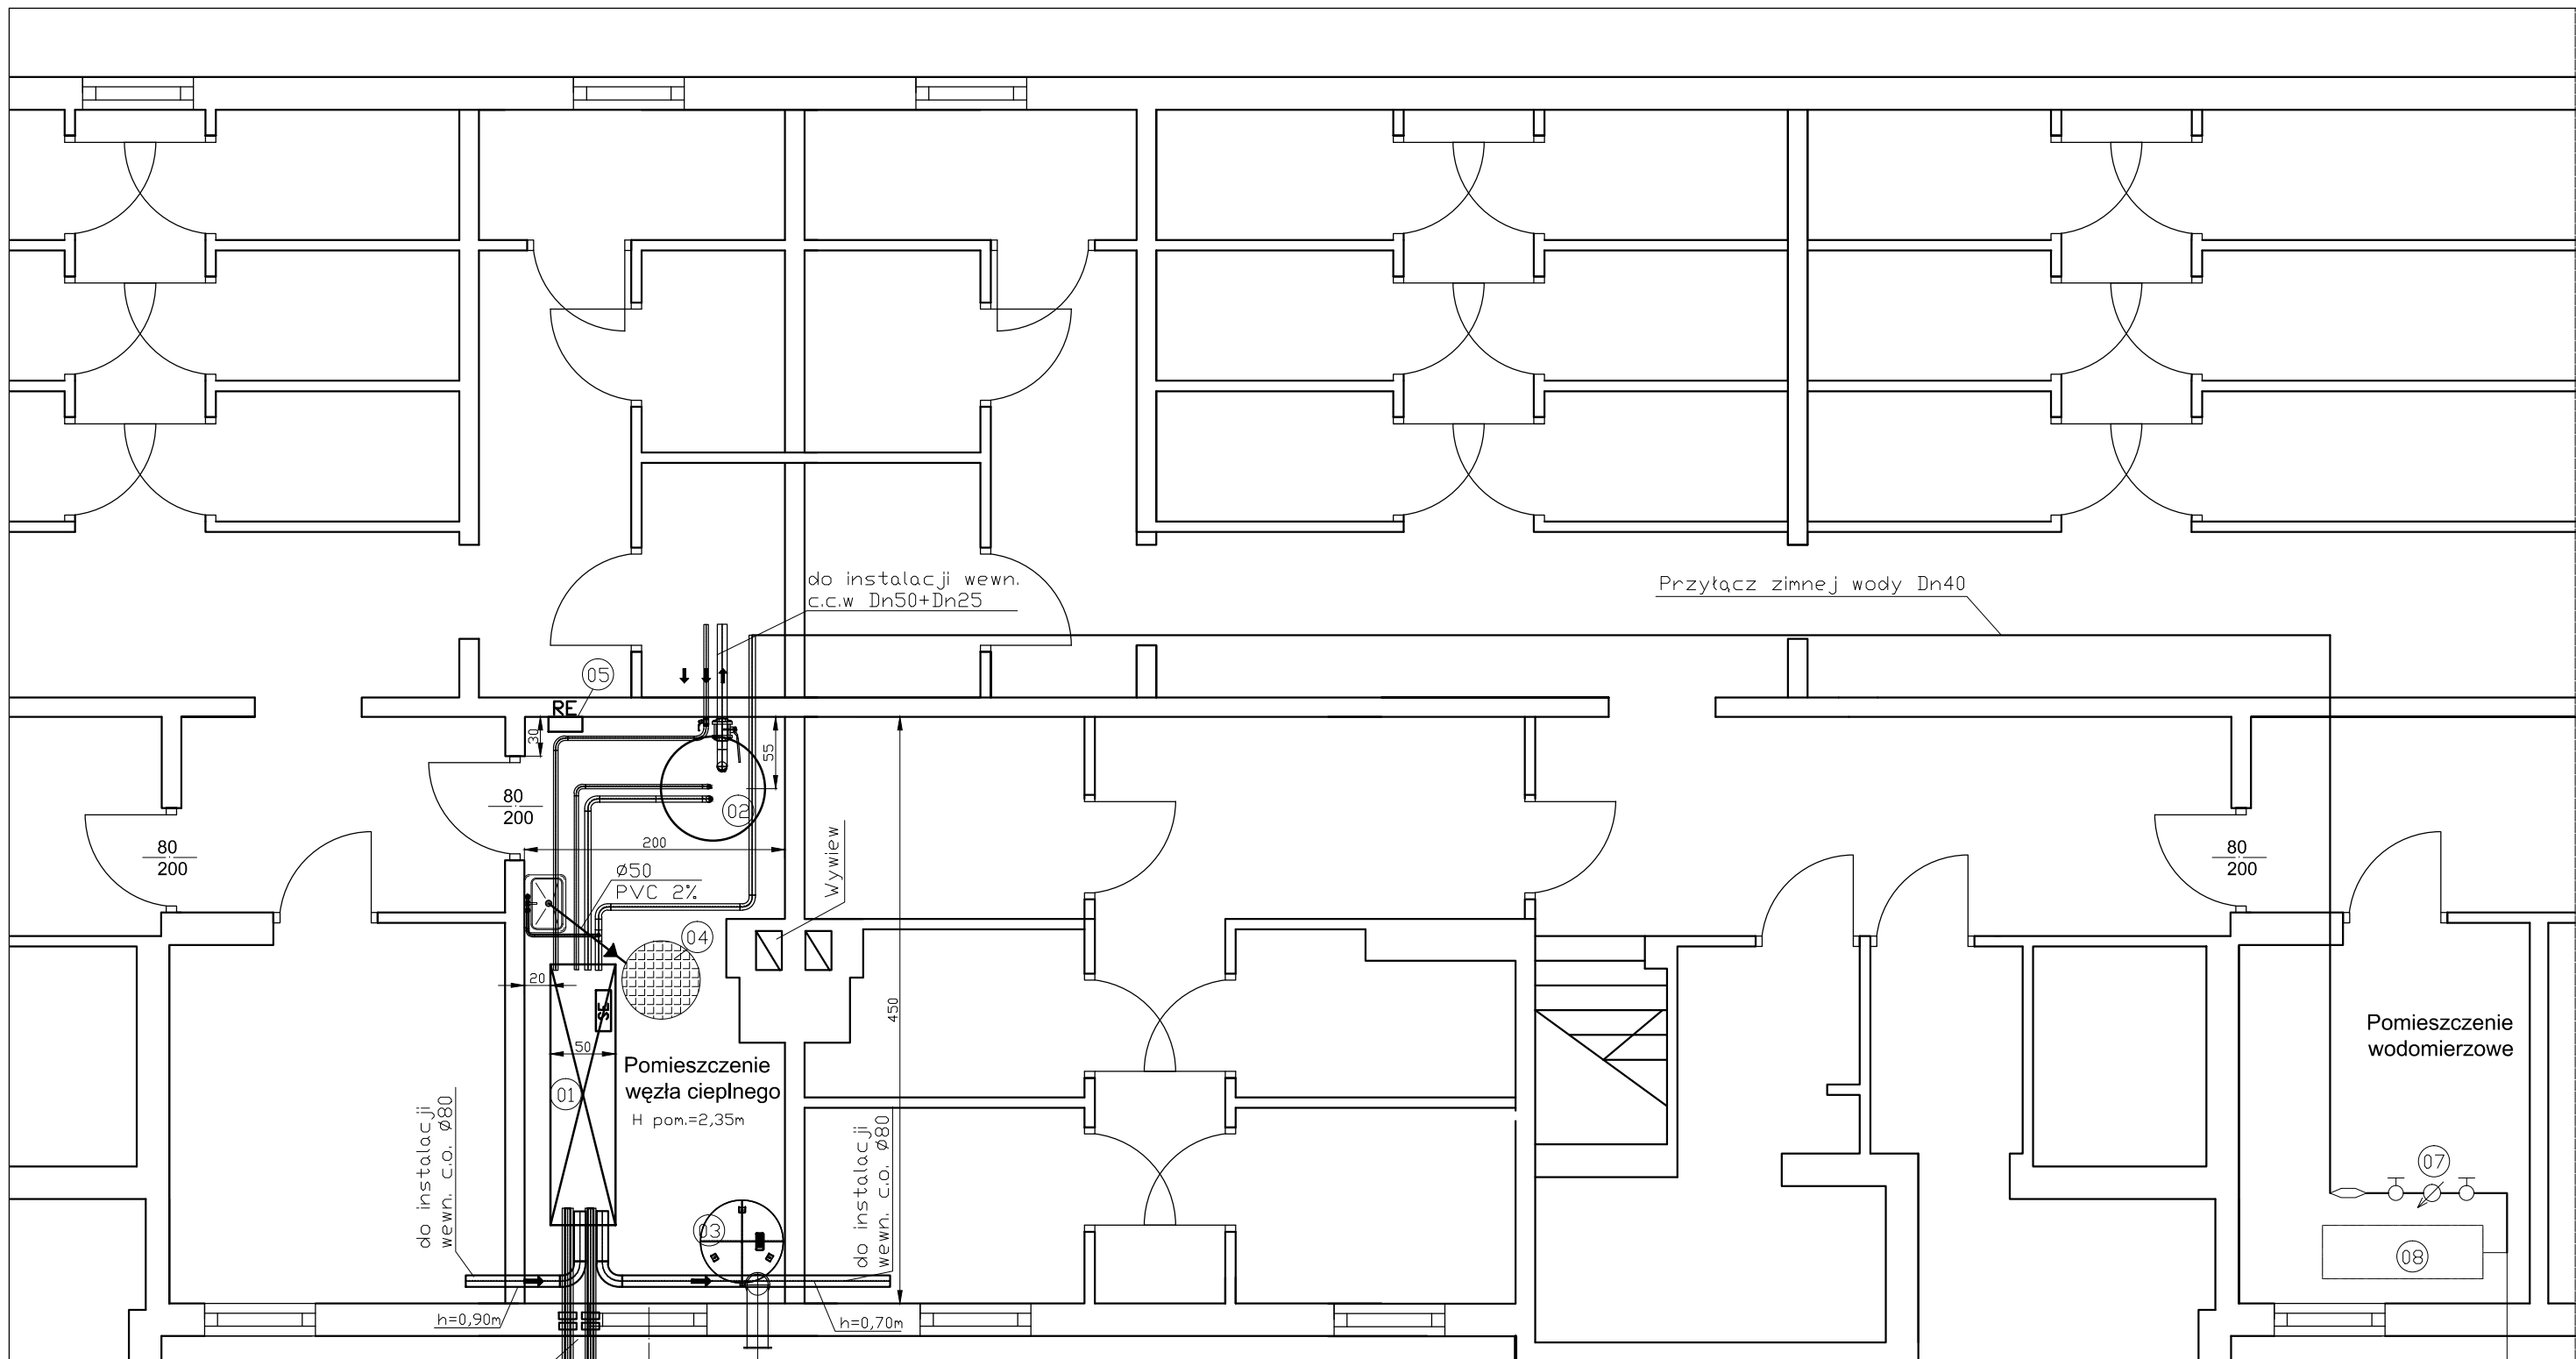 do instalacji wewn.
c.c.w Dn50+Dn25
Przyłącz zimnej wody Dn40
05
RE
30
55
80
200
02
80
200
80
200
200
Wywiew
ø50
PVC 2%
04
20
SE
450
50
Pomieszczenie
węzła cieplnego
H pom.=2,35m
01
Pomieszczenie
wodomierzowe
do instalacji
wewn. c.o. ø80
do instalacji
wewn. c.o. ø80
03
07
08
h=0,90m
h=0,70m